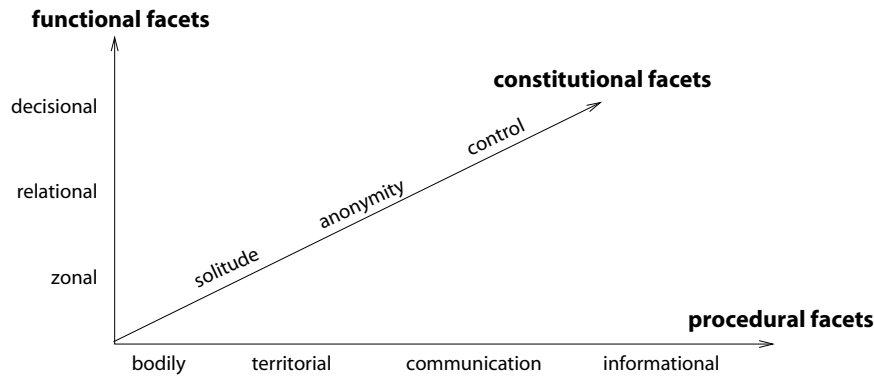 functional facets
constitutional facets
decisional
control
relational
anonymity
solitude
zonal
procedural facets
bodily territorial communication informational